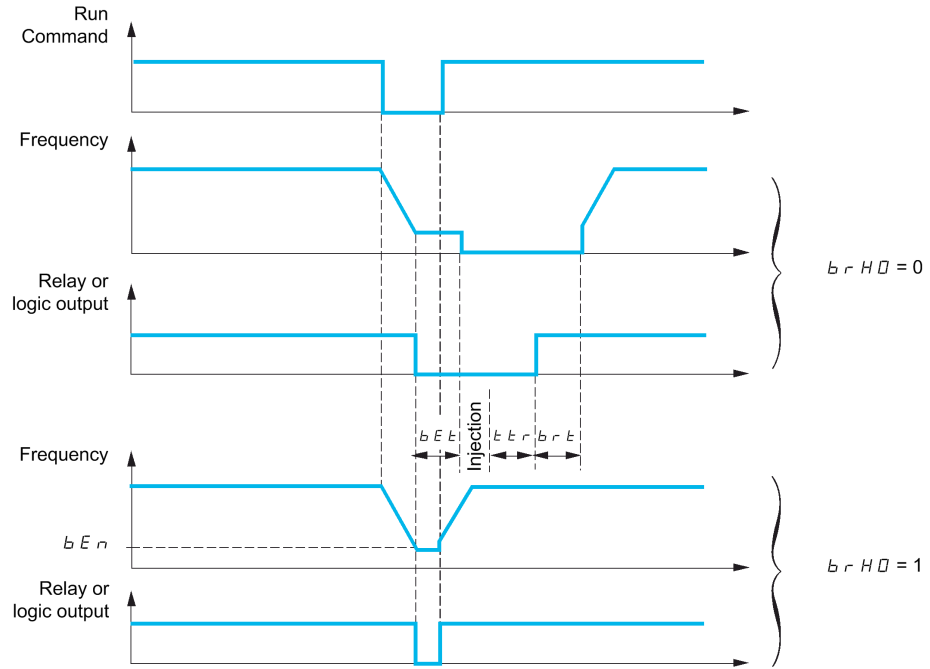 Run
Command
Frequency
brH0 = 0
Relay or
logic output
bEt
Injection
ttr
brt
Frequency
bEn
brH0 = 1
Relay or
logic output